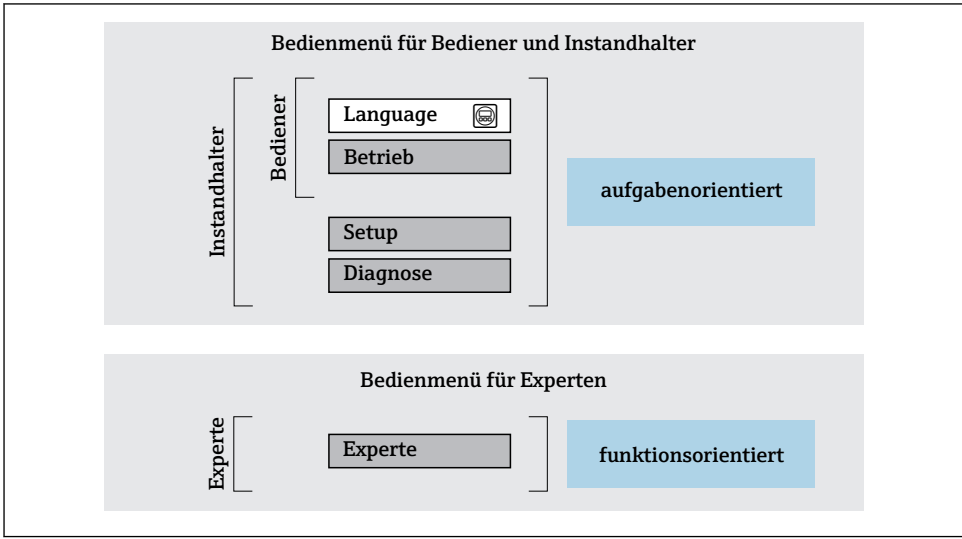 Bedienmenü für Bediener und Instandhalter
Instandhalter
Bediener
Language
Betrieb
Setup
Diagnose
aufgabenorientiert
Bedienmenü für Experten
Experte
Experte
funktionsorientiert